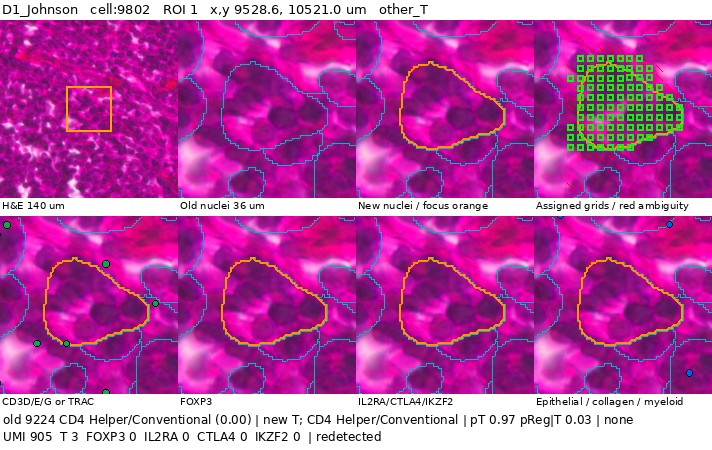 D1_Johnson cell:9802 ROI 1 x,y 9528.6, 10521.0 um other_T
H&E 140 um
Old nuclei 36 um
New nuclei / focus orange
Assigned grids / red ambiguity
CD3D/E/G or TRAC
FOXP3
IL2RA/CTLA4/IKZF2
Epithelial / collagen / myeloid
old 9224 CD4 Helper/Conventional (0.00) | new T; CD4 Helper/Conventional | pT 0.97 pReg|T 0.03 | none
UMI 905 T 3 FOXP3 0 IL2RA 0 CTLA4 0 IKZF2 0 | redetected